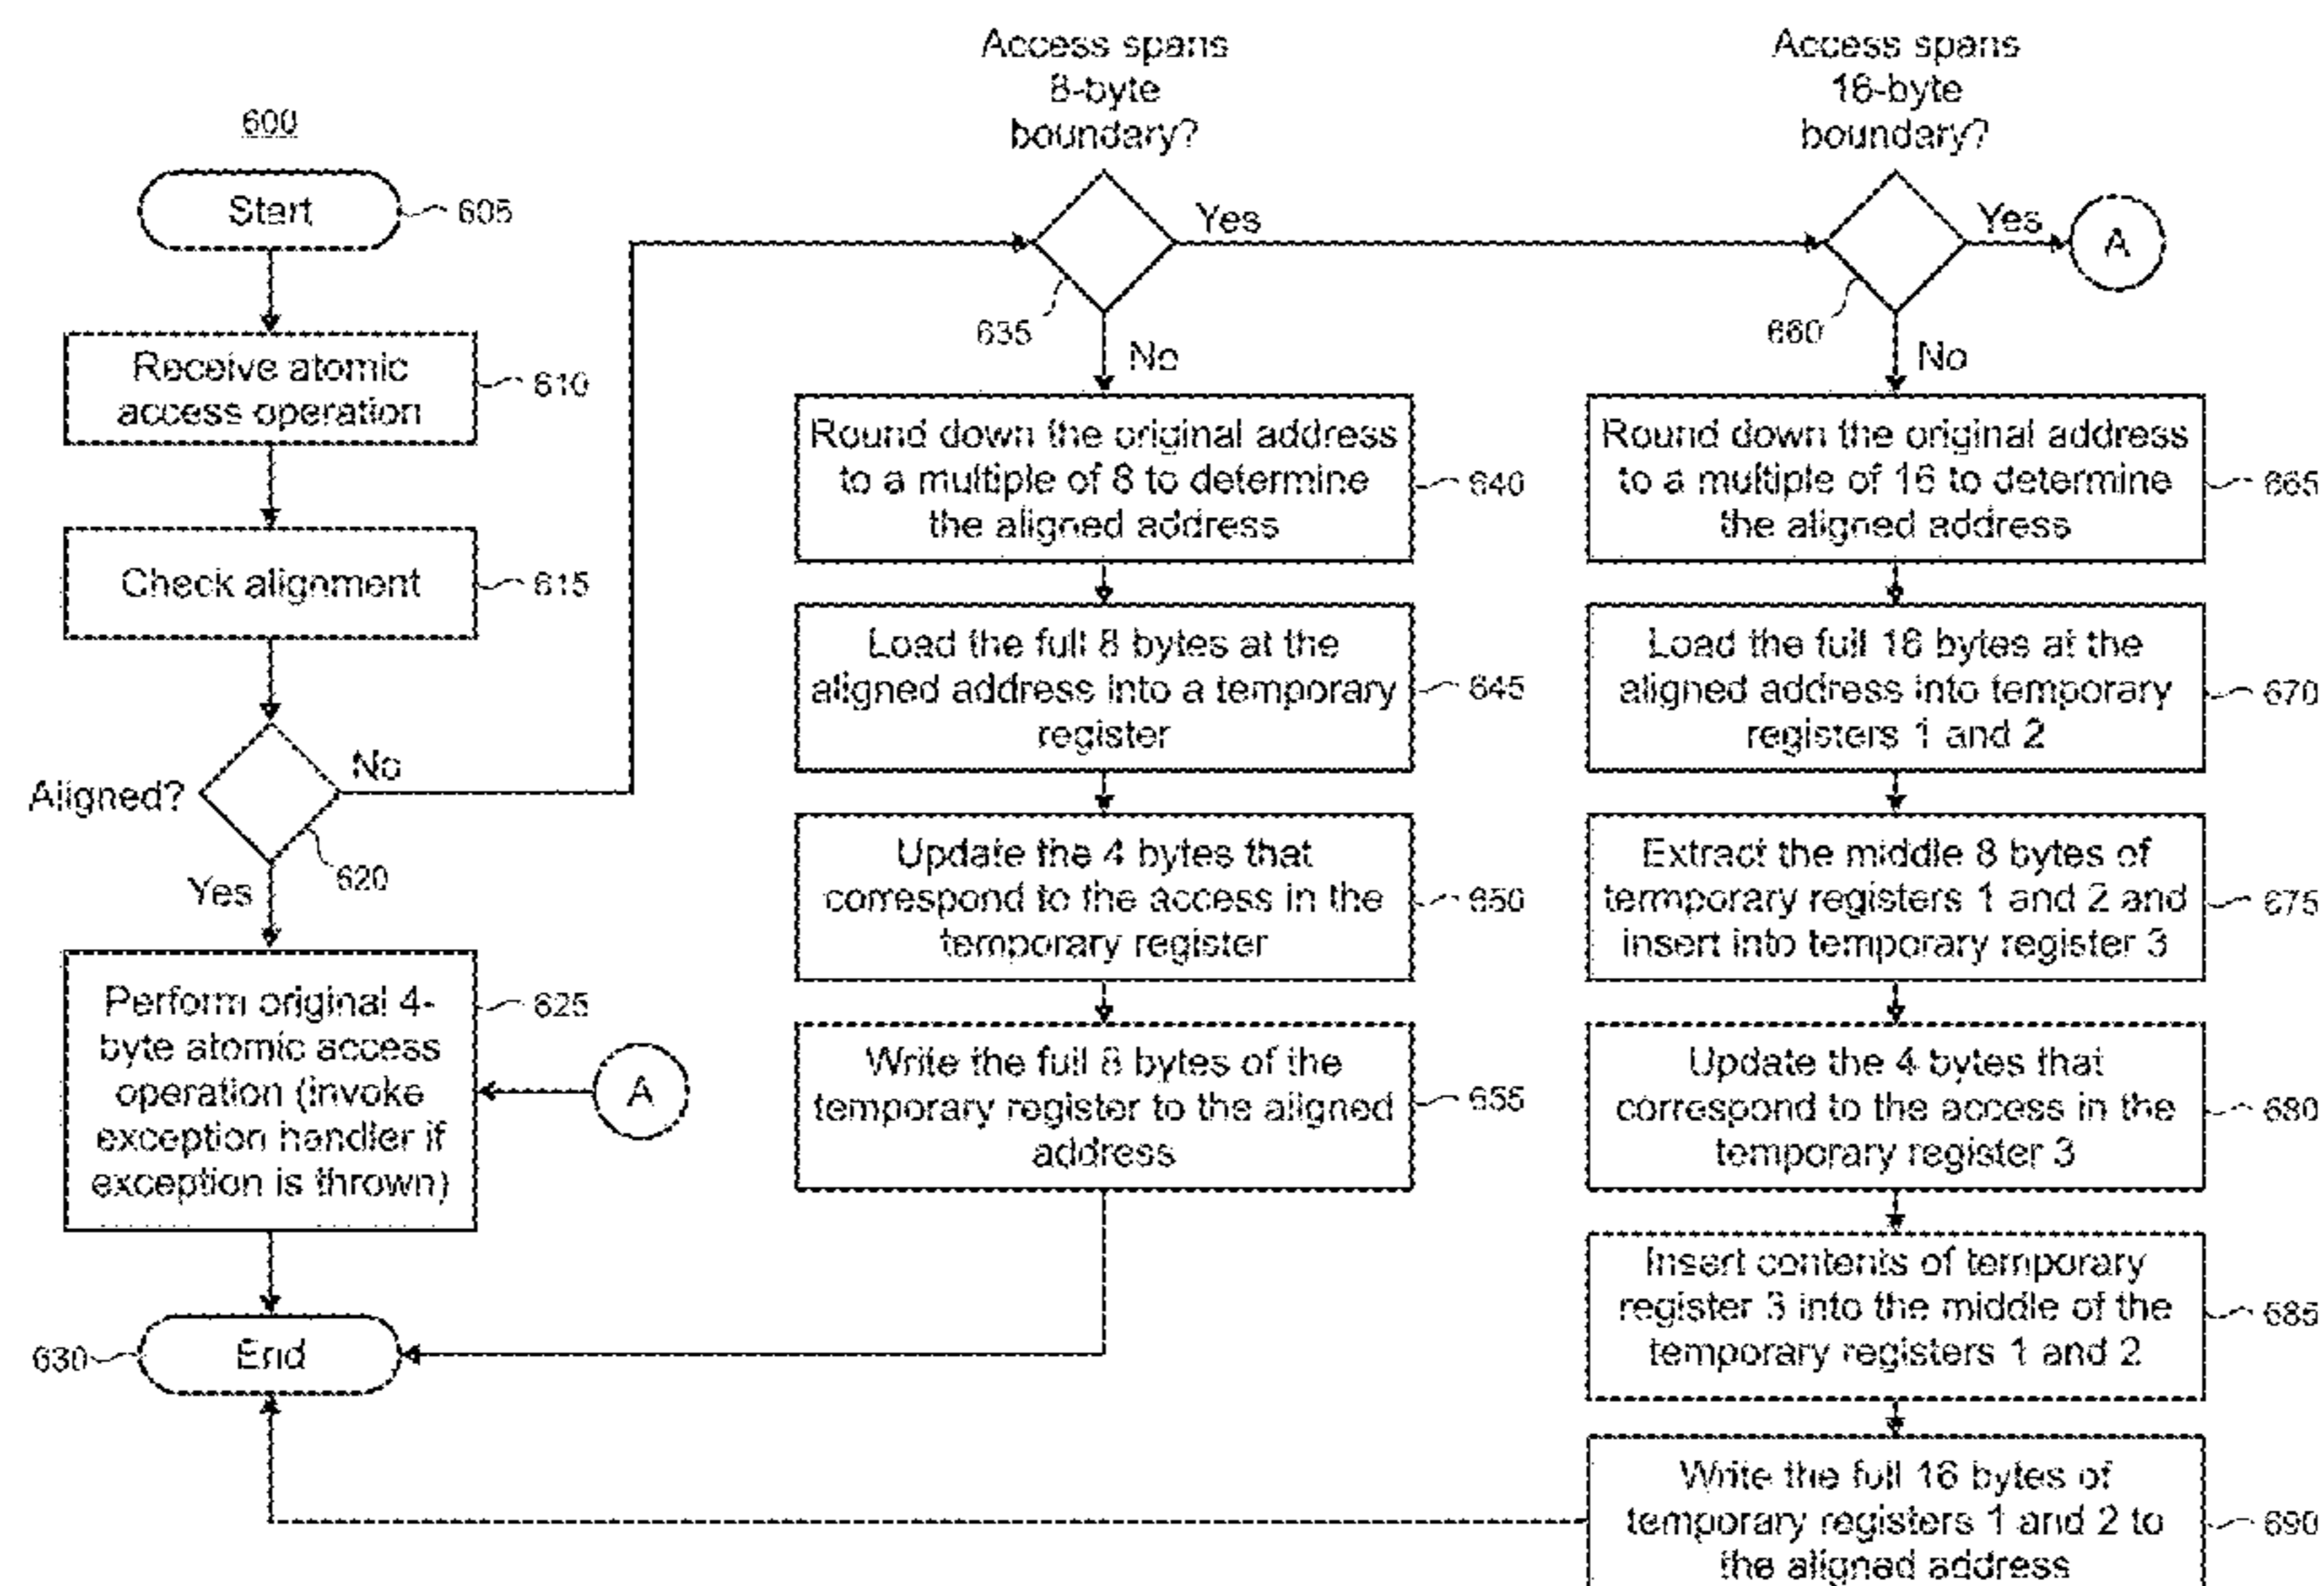 600
Start
605
Receive atomic
access operation
610
Check alignment
615
Aligned?
No
620
Yes
Perform original 4-
byte atomic access
operation (invoke
exception handler if
exception is thrown)
625
A
End
630
Access spans
8-byte
boundary?
Yes
635
No
Round down the original address
to a multiple of 8 to determine
the aligned address
640
Load the full 8 bytes at the
aligned address into a temporary
register
645
Update the 4 bytes that
correspond to the access in the
temporary register
650
Write the full 8 bytes of the
temporary register to the aligned
address
655
Access spans
16-byte
boundary?
Yes
A
660
No
Round down the original address
to a multiple of 16 to determine
the aligned address
665
Load the full 16 bytes at the
aligned address into temporary
registers 1 and 2
670
Extract the middle 8 bytes of
termporary registers 1 and 2 and
insert into temporary register 3
675
Update the 4 bytes that
correspond to the access in the
temporary register 3
680
Insert contents of temporary
register 3 into the middle of the
temporary registers 1 and 2
685
Write the full 16 bytes of
temporary registers 1 and 2 to
the aligned address
690